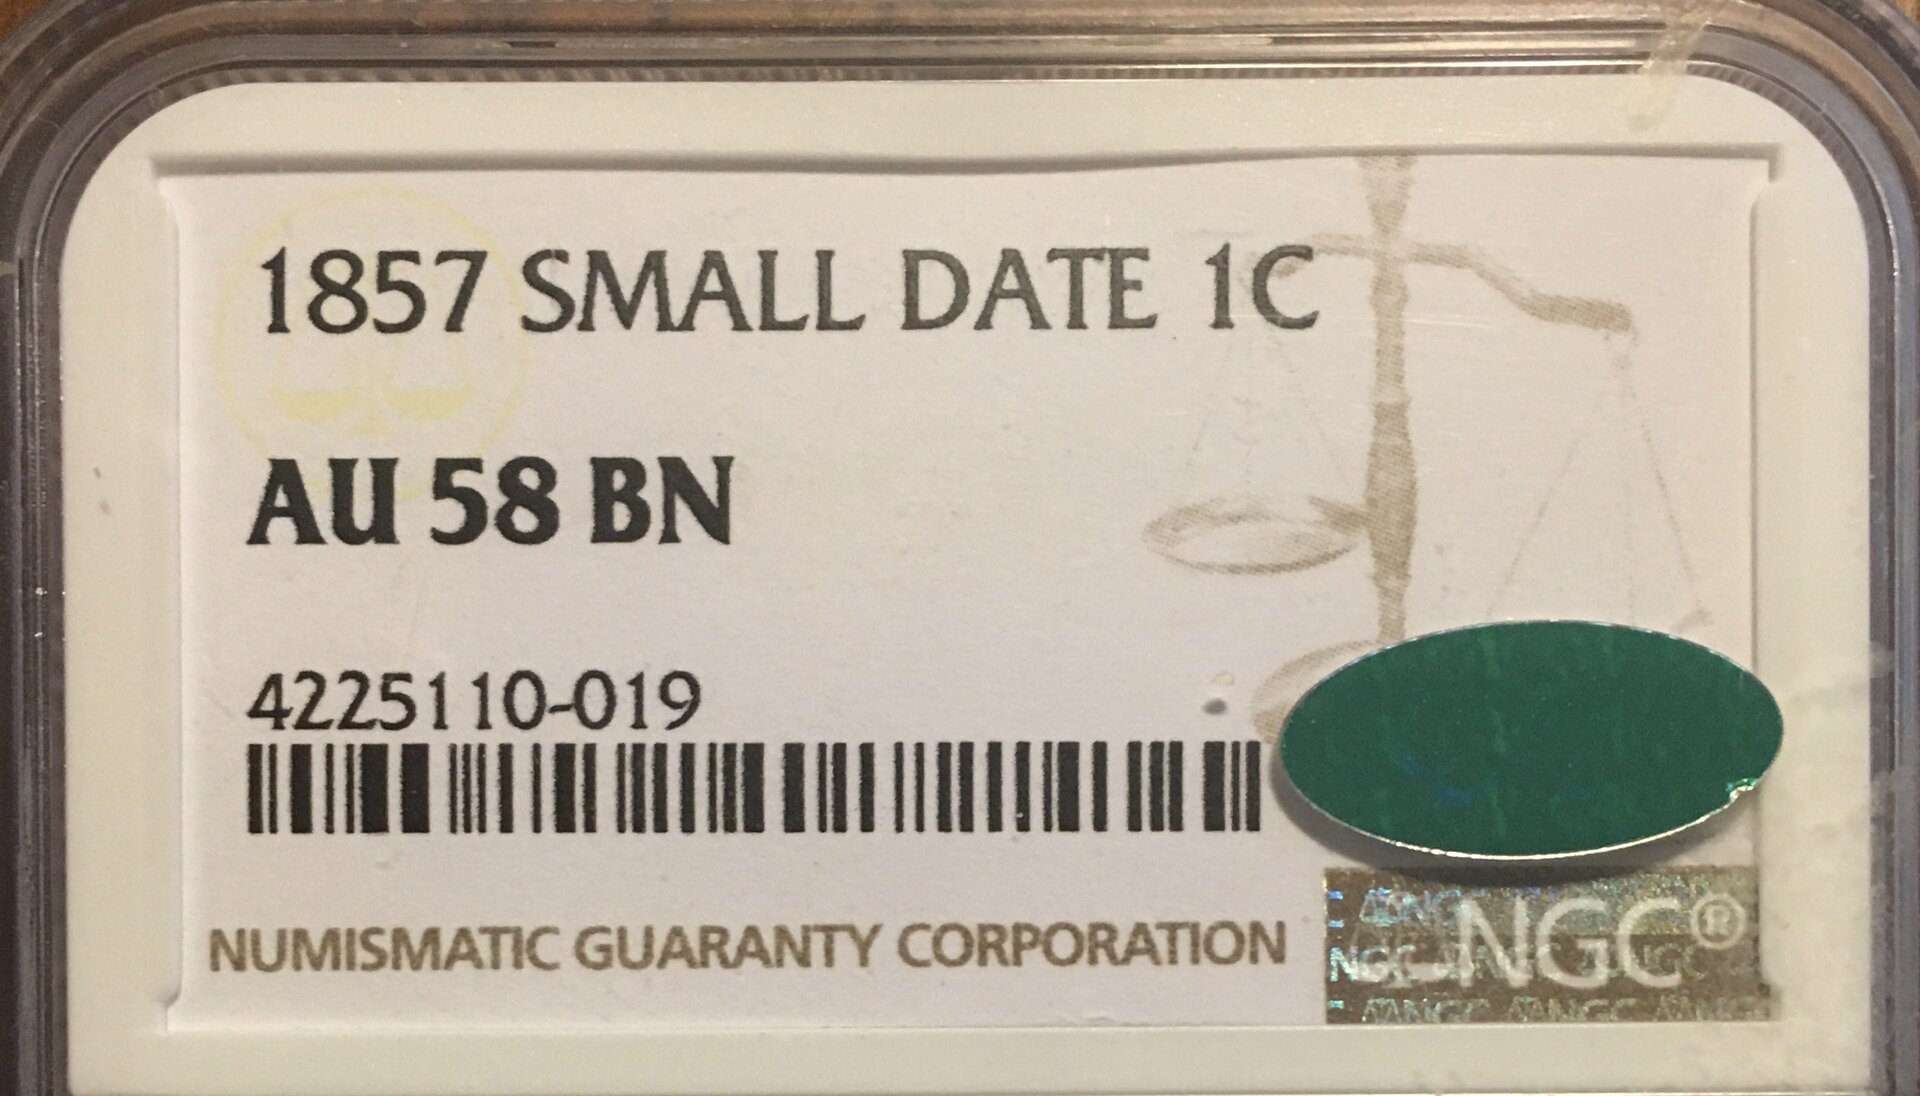 1857 SMALL DATE 1C
AU 58 BN
4225110-019
NUMISMATIC GUARANTY CORPORATION
NGC®